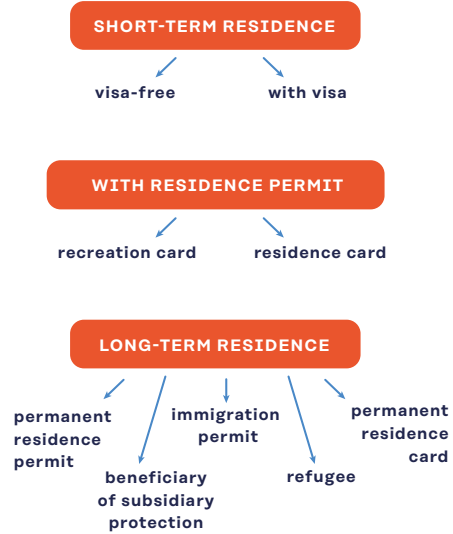 SHORT-TERM RESIDENCE
visa-free
with visa
WITH RESIDENCE PERMIT
recreation card
residence card
LONG-TERM RESIDENCE
permanent
residence
permit
beneficiary
of subsidiary
protection
immigration
permit
refugee
permanent
residence
card